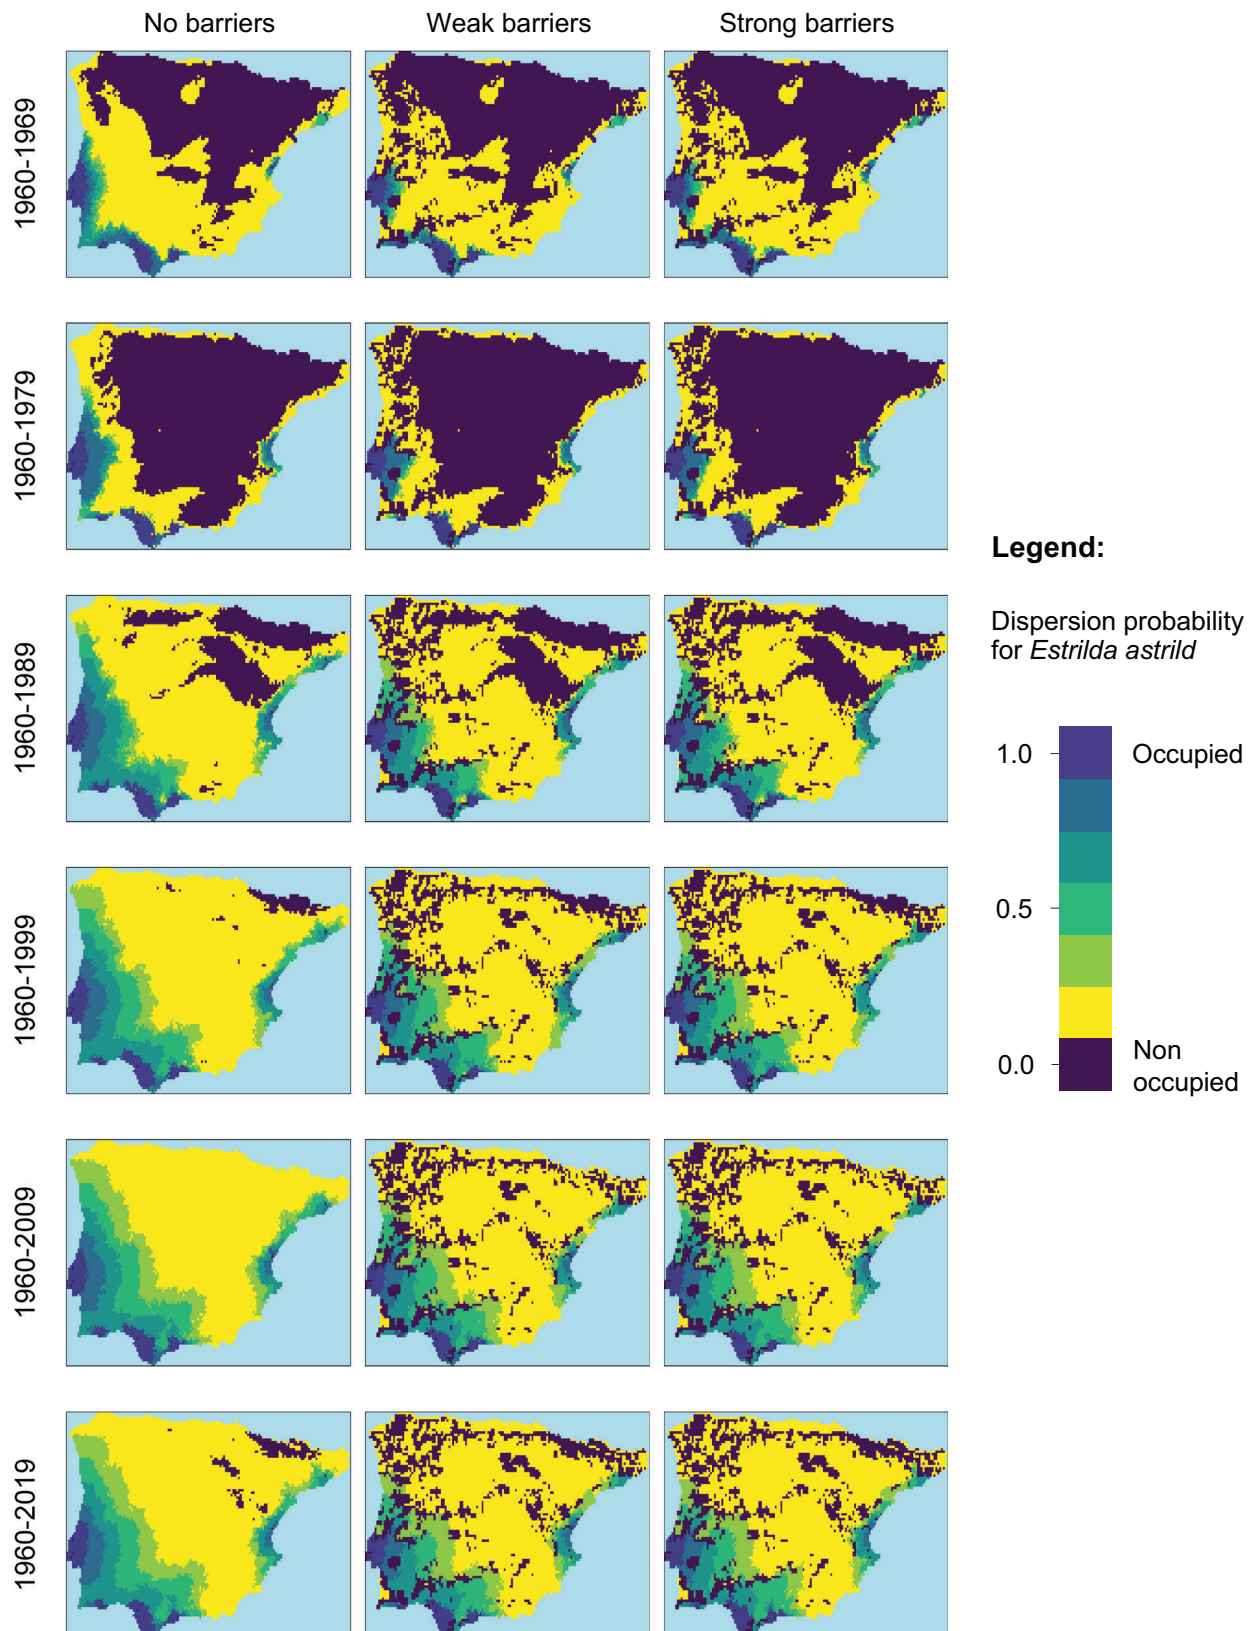 No barriers
Weak barriers
Strong barriers
1960-1969
1960-1979
1960-1989
1960-1999
1960-2009
1960-2019
Legend:
Dispersion probability
for Estrilda astrild
1.0
Occupied
0.5
0.0
Non
occupied